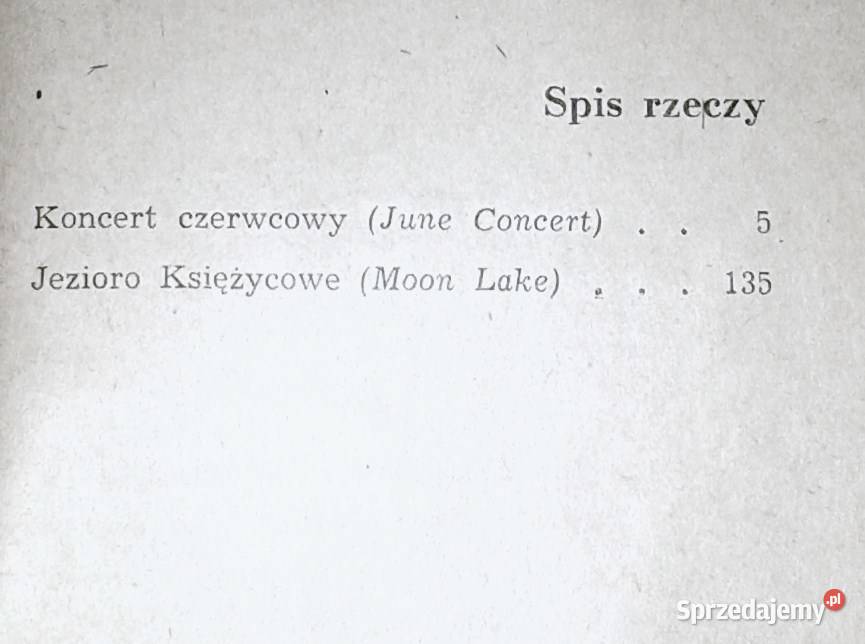 Spis rzeczy
Koncert czerwcowy (June Concert) . . 5
Jezioro Księżycowe (Moon Lake) . . . 135
Sprzedajemy.pl